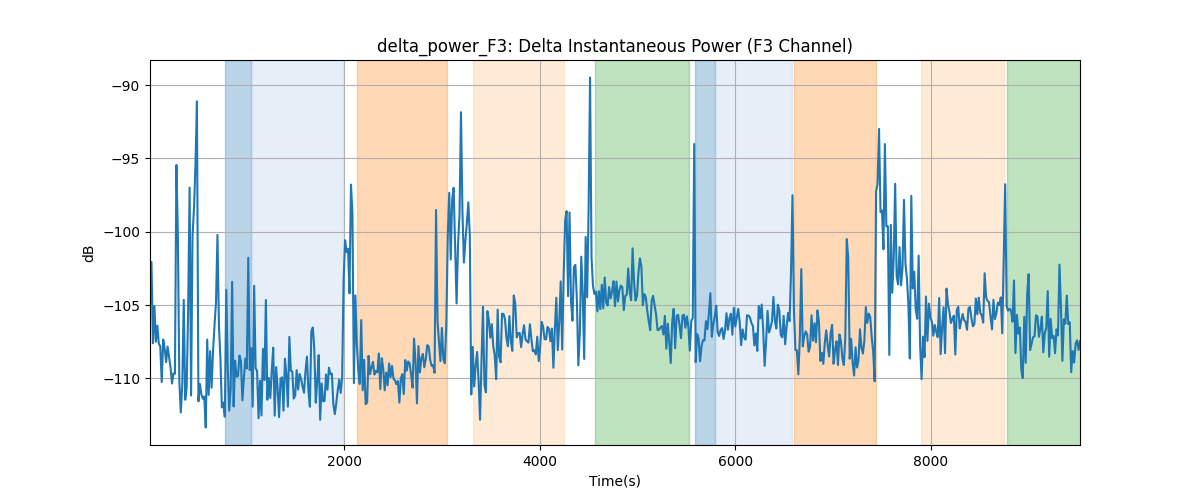 delta_power_F3: Delta Instantaneous Power (F3 Channel)
−90
−95
−100
−105
−110
dB
2000 4000 6000 8000
Time(s)